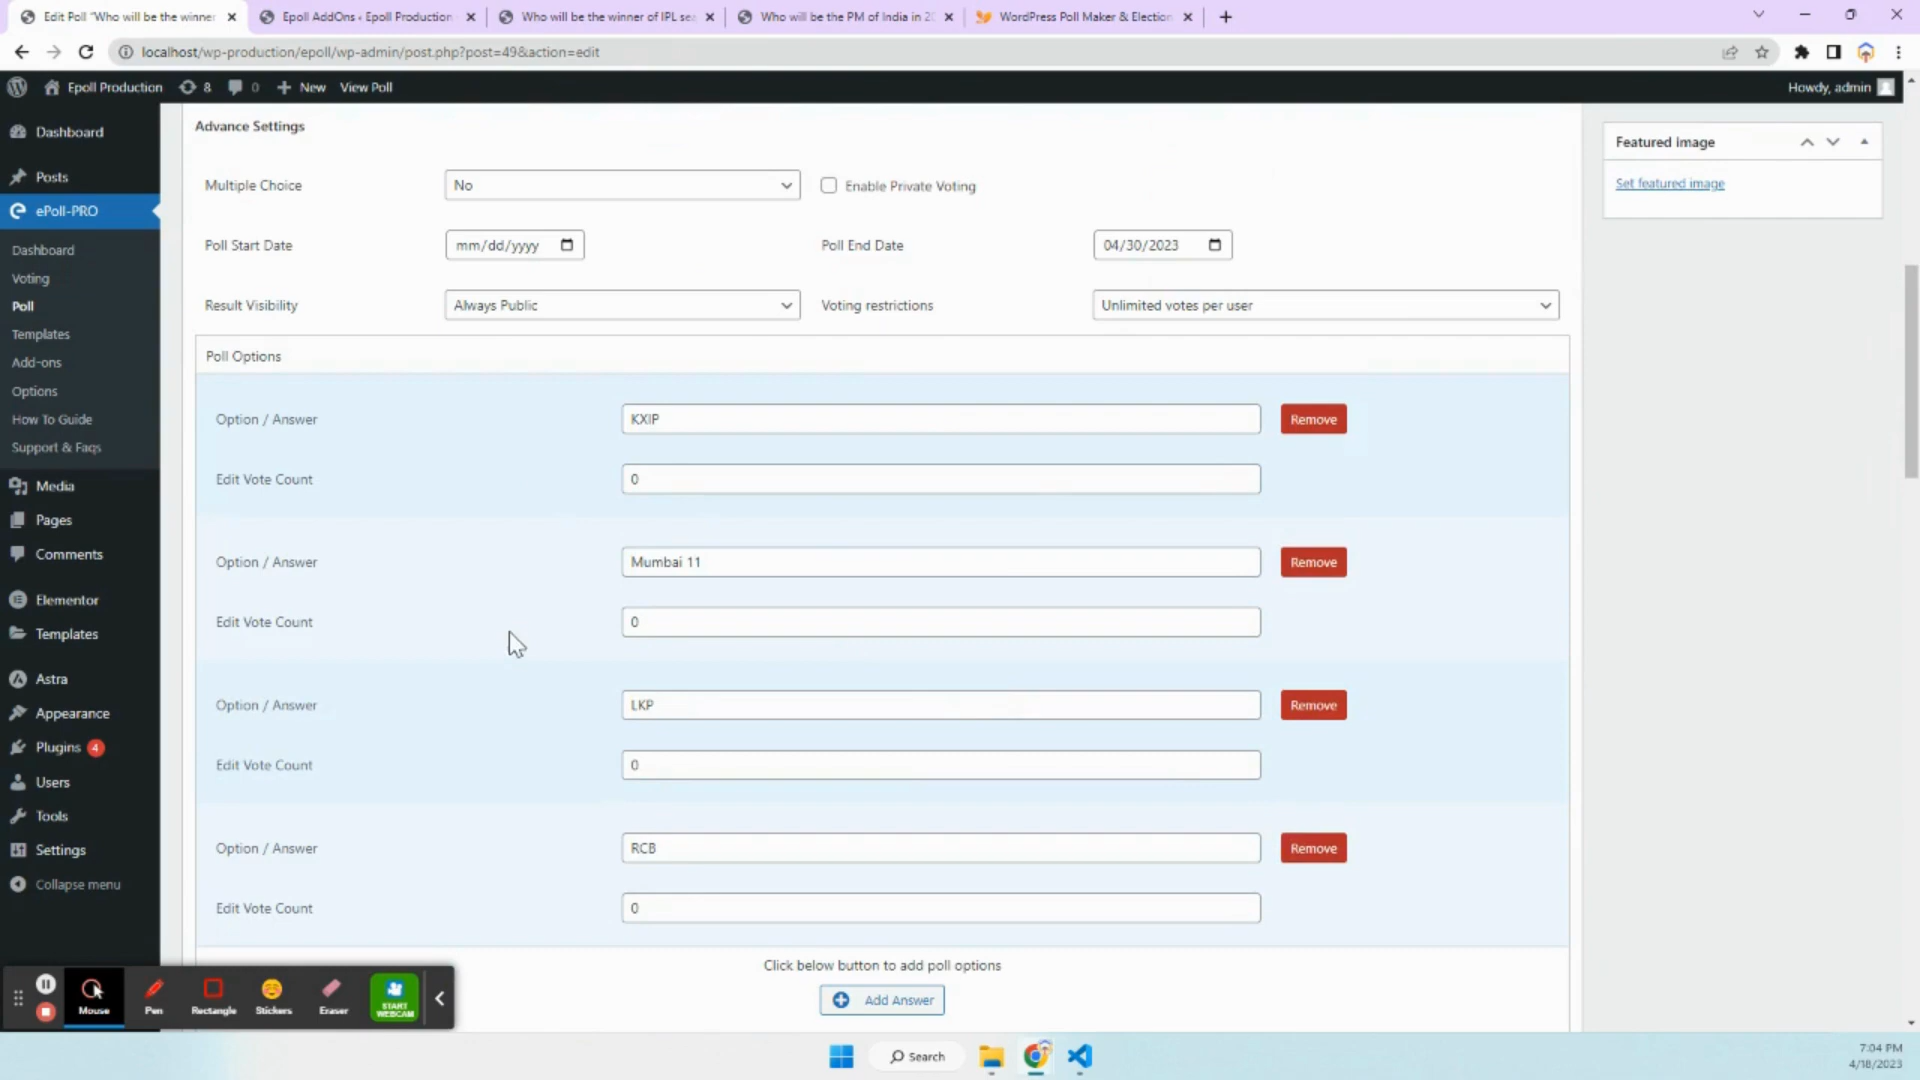 Edit Poll "Who will be the winner
Epoll AddOns ‹ Epoll Production
Who will be the winner of IPL se
Who will be the PM of India in 2
WordPress Poll Maker & Election
localhost/wp-production/epoll/wp-admin/post.php?post=49&action=edit
Epoll Production
8
0
New
View Poll
Howdy, admin
Dashboard
Posts
ePoll-PRO
Dashboard
Voting
Poll
Templates
Add-ons
Options
How To Guide
Support & Faqs
Media
Pages
Comments
Elementor
Templates
Astra
Appearance
Plugins 4
Users
Tools
Settings
Collapse menu
Advance Settings
Multiple Choice
No
Enable Private Voting
Poll Start Date
mm/dd/yyyy
Poll End Date
04/30/2023
Result Visibility
Always Public
Voting restrictions
Unlimited votes per user
Poll Options
Option / Answer
KXIP
Remove
Edit Vote Count
0
Option / Answer
Mumbai 11
Remove
Edit Vote Count
0
Option / Answer
LKP
Remove
Edit Vote Count
0
Option / Answer
RCB
Remove
Edit Vote Count
0
Click below button to add poll options
Add Answer
Featured image
Set featured image
Mouse
Pen
Rectangle
Stickers
Eraser
START
WEBCAM
Search
7:04 PM
4/18/2023